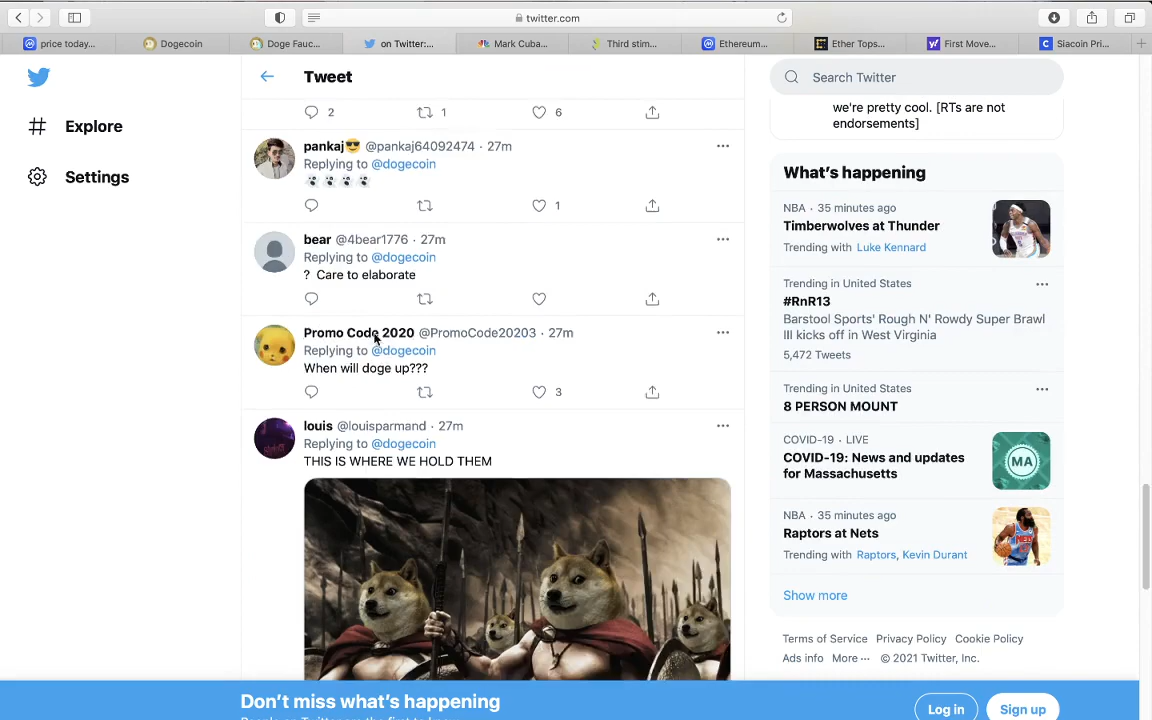 twitter.com
price today...
Dogecoin
Doge Fauc...
on Twitter:...
Mark Cuba...
Third stim...
Ethereum...
Ether Tops...
First Move...
Siacoin Pri...
Explore
Settings
Tweet
2 1 6
pankaj😎 @pankaj64092474 · 27m
Replying to @dogecoin
1
bear @4bear1776 · 27m
Replying to @dogecoin
? Care to elaborate
Promo Code 2020 @PromoCode20203 · 27m
Replying to @dogecoin
When will doge up???
3
louis @louisparmand · 27m
Replying to @dogecoin
THIS IS WHERE WE HOLD THEM
Search Twitter
we're pretty cool. [RTs are not
endorsements]
What's happening
NBA · 35 minutes ago
Timberwolves at Thunder
Trending with Luke Kennard
Trending in United States
#RnR13
Barstool Sports' Rough N' Rowdy Super Brawl
III kicks off in West Virginia
5,472 Tweets
Trending in United States
8 PERSON MOUNT
COVID-19 · LIVE
COVID-19: News and updates
for Massachusetts
MA
NBA · 35 minutes ago
Raptors at Nets
Trending with Raptors, Kevin Durant
Show more
Terms of Service Privacy Policy Cookie Policy
Ads info More ··· © 2021 Twitter, Inc.
Don't miss what's happening
Log in
Sign up